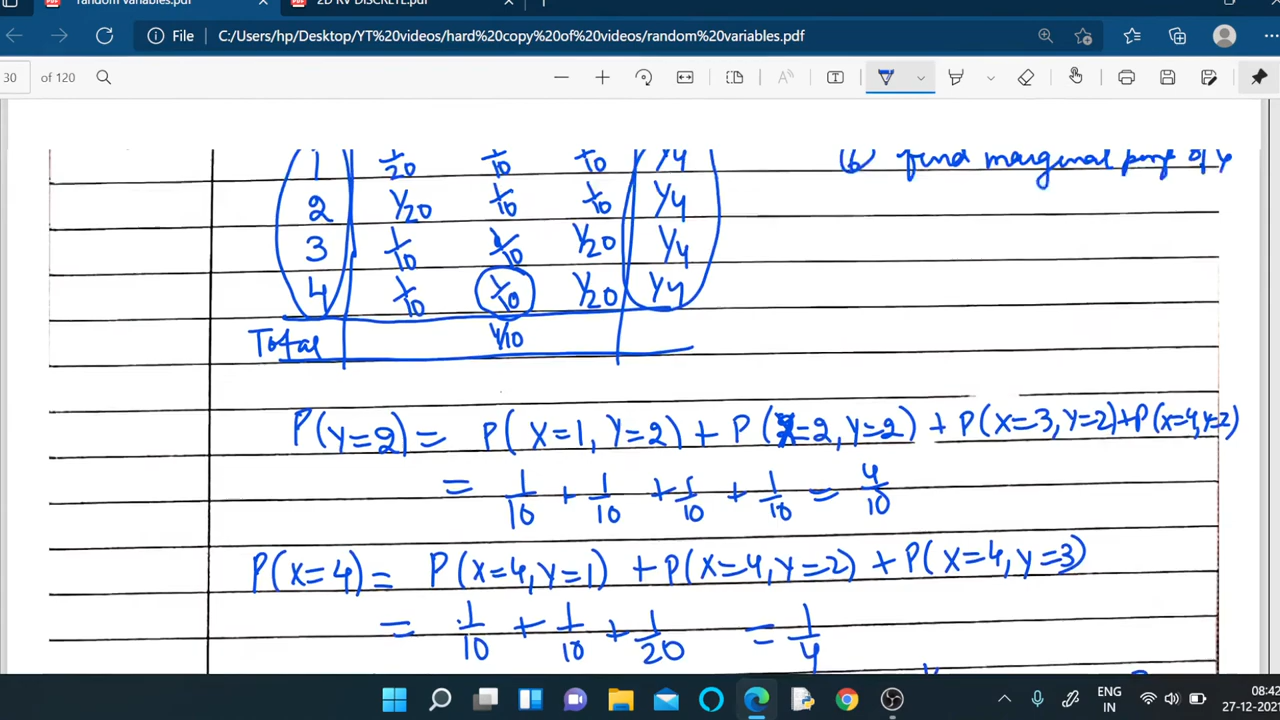 random variables.pdf 2D RV DISCRETE.pdf
File C:/Users/hp/Desktop/YT%20videos/hard%20copy%20of%20videos/random%20variables.pdf
30 of 120
1 1/20 1/10 1/10 1/4 (b) find marginal pmf of Y
2 1/20 1/10 1/10 1/4
3 1/10 1/10 1/20 1/4
4 1/10 1/10 1/20 1/4
Total 4/10
P(Y=2) = P(X=1, Y=2) + P(X=2, Y=2) + P(X=3, Y=2) + P(X=4, Y=2)
= 1/10 + 1/10 + 1/10 + 1/10 = 4/10
P(X=4) = P(X=4, Y=1) + P(X=4, Y=2) + P(X=4, Y=3)
= 1/10 + 1/10 + 1/20 = 1/4
ENG 08:42
IN 27-12-202